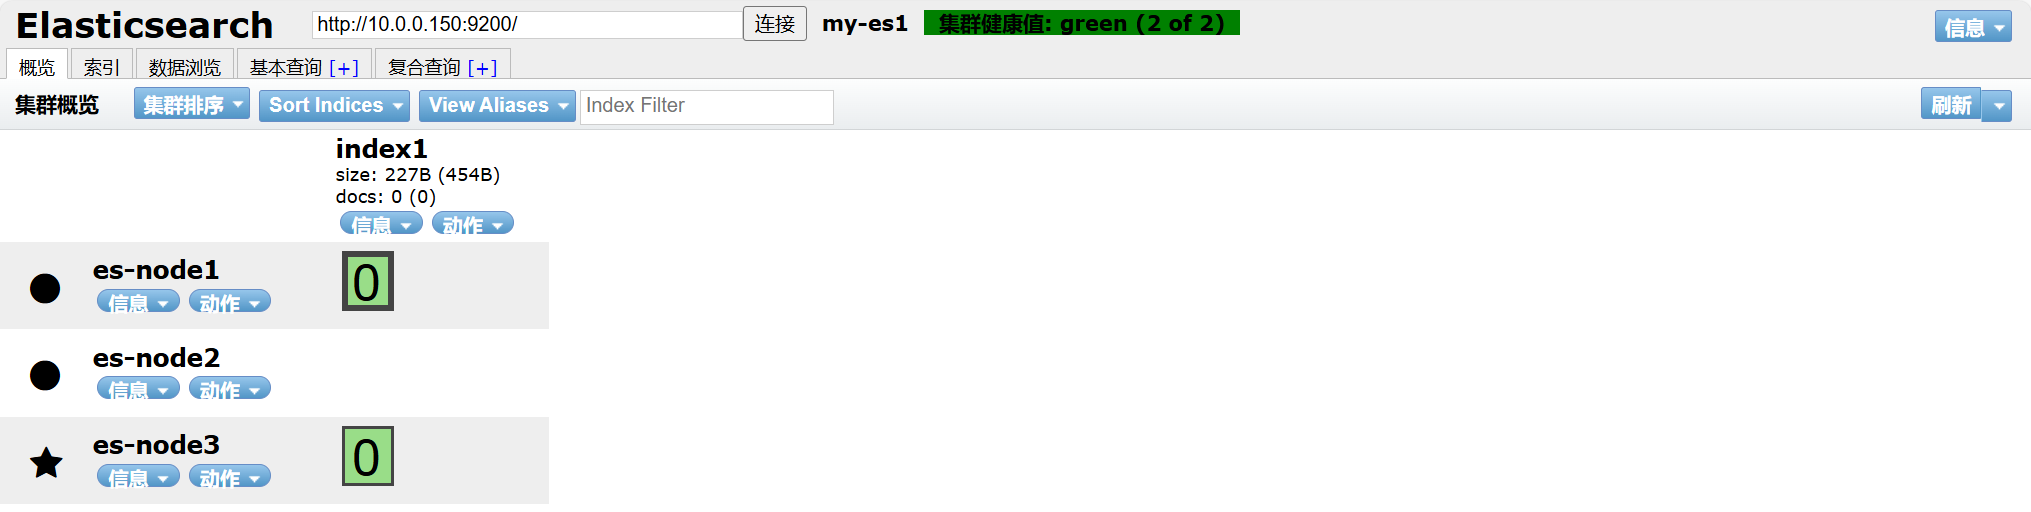 Elasticsearch http://10.0.0.150:9200/ 连接 my-es1 集群健康值: green (2 of 2) 信息
概览 索引 数据浏览 基本查询 [+] 复合查询 [+]
集群概览 集群排序 Sort Indices View Aliases Index Filter 刷新
index1
size: 227B (454B)
docs: 0 (0)
信息 动作
es-node1 0
信息 动作
es-node2
信息 动作
es-node3 0
信息 动作